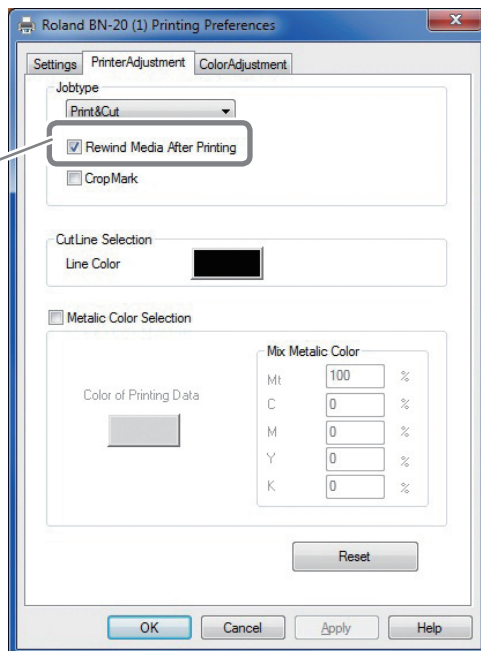 Roland BN-20 (1) Printing Preferences
Settings PrinterAdjustment ColorAdjustment
Jobtype
Print&Cut
Rewind Media After Printing
CropMark
CutLine Selection
Line Color
Metalic Color Selection
Mix Metalic Color
Color of Printing Data
Mt 100 %
C 0 %
M 0 %
Y 0 %
K 0 %
Reset
OK Cancel Apply Help